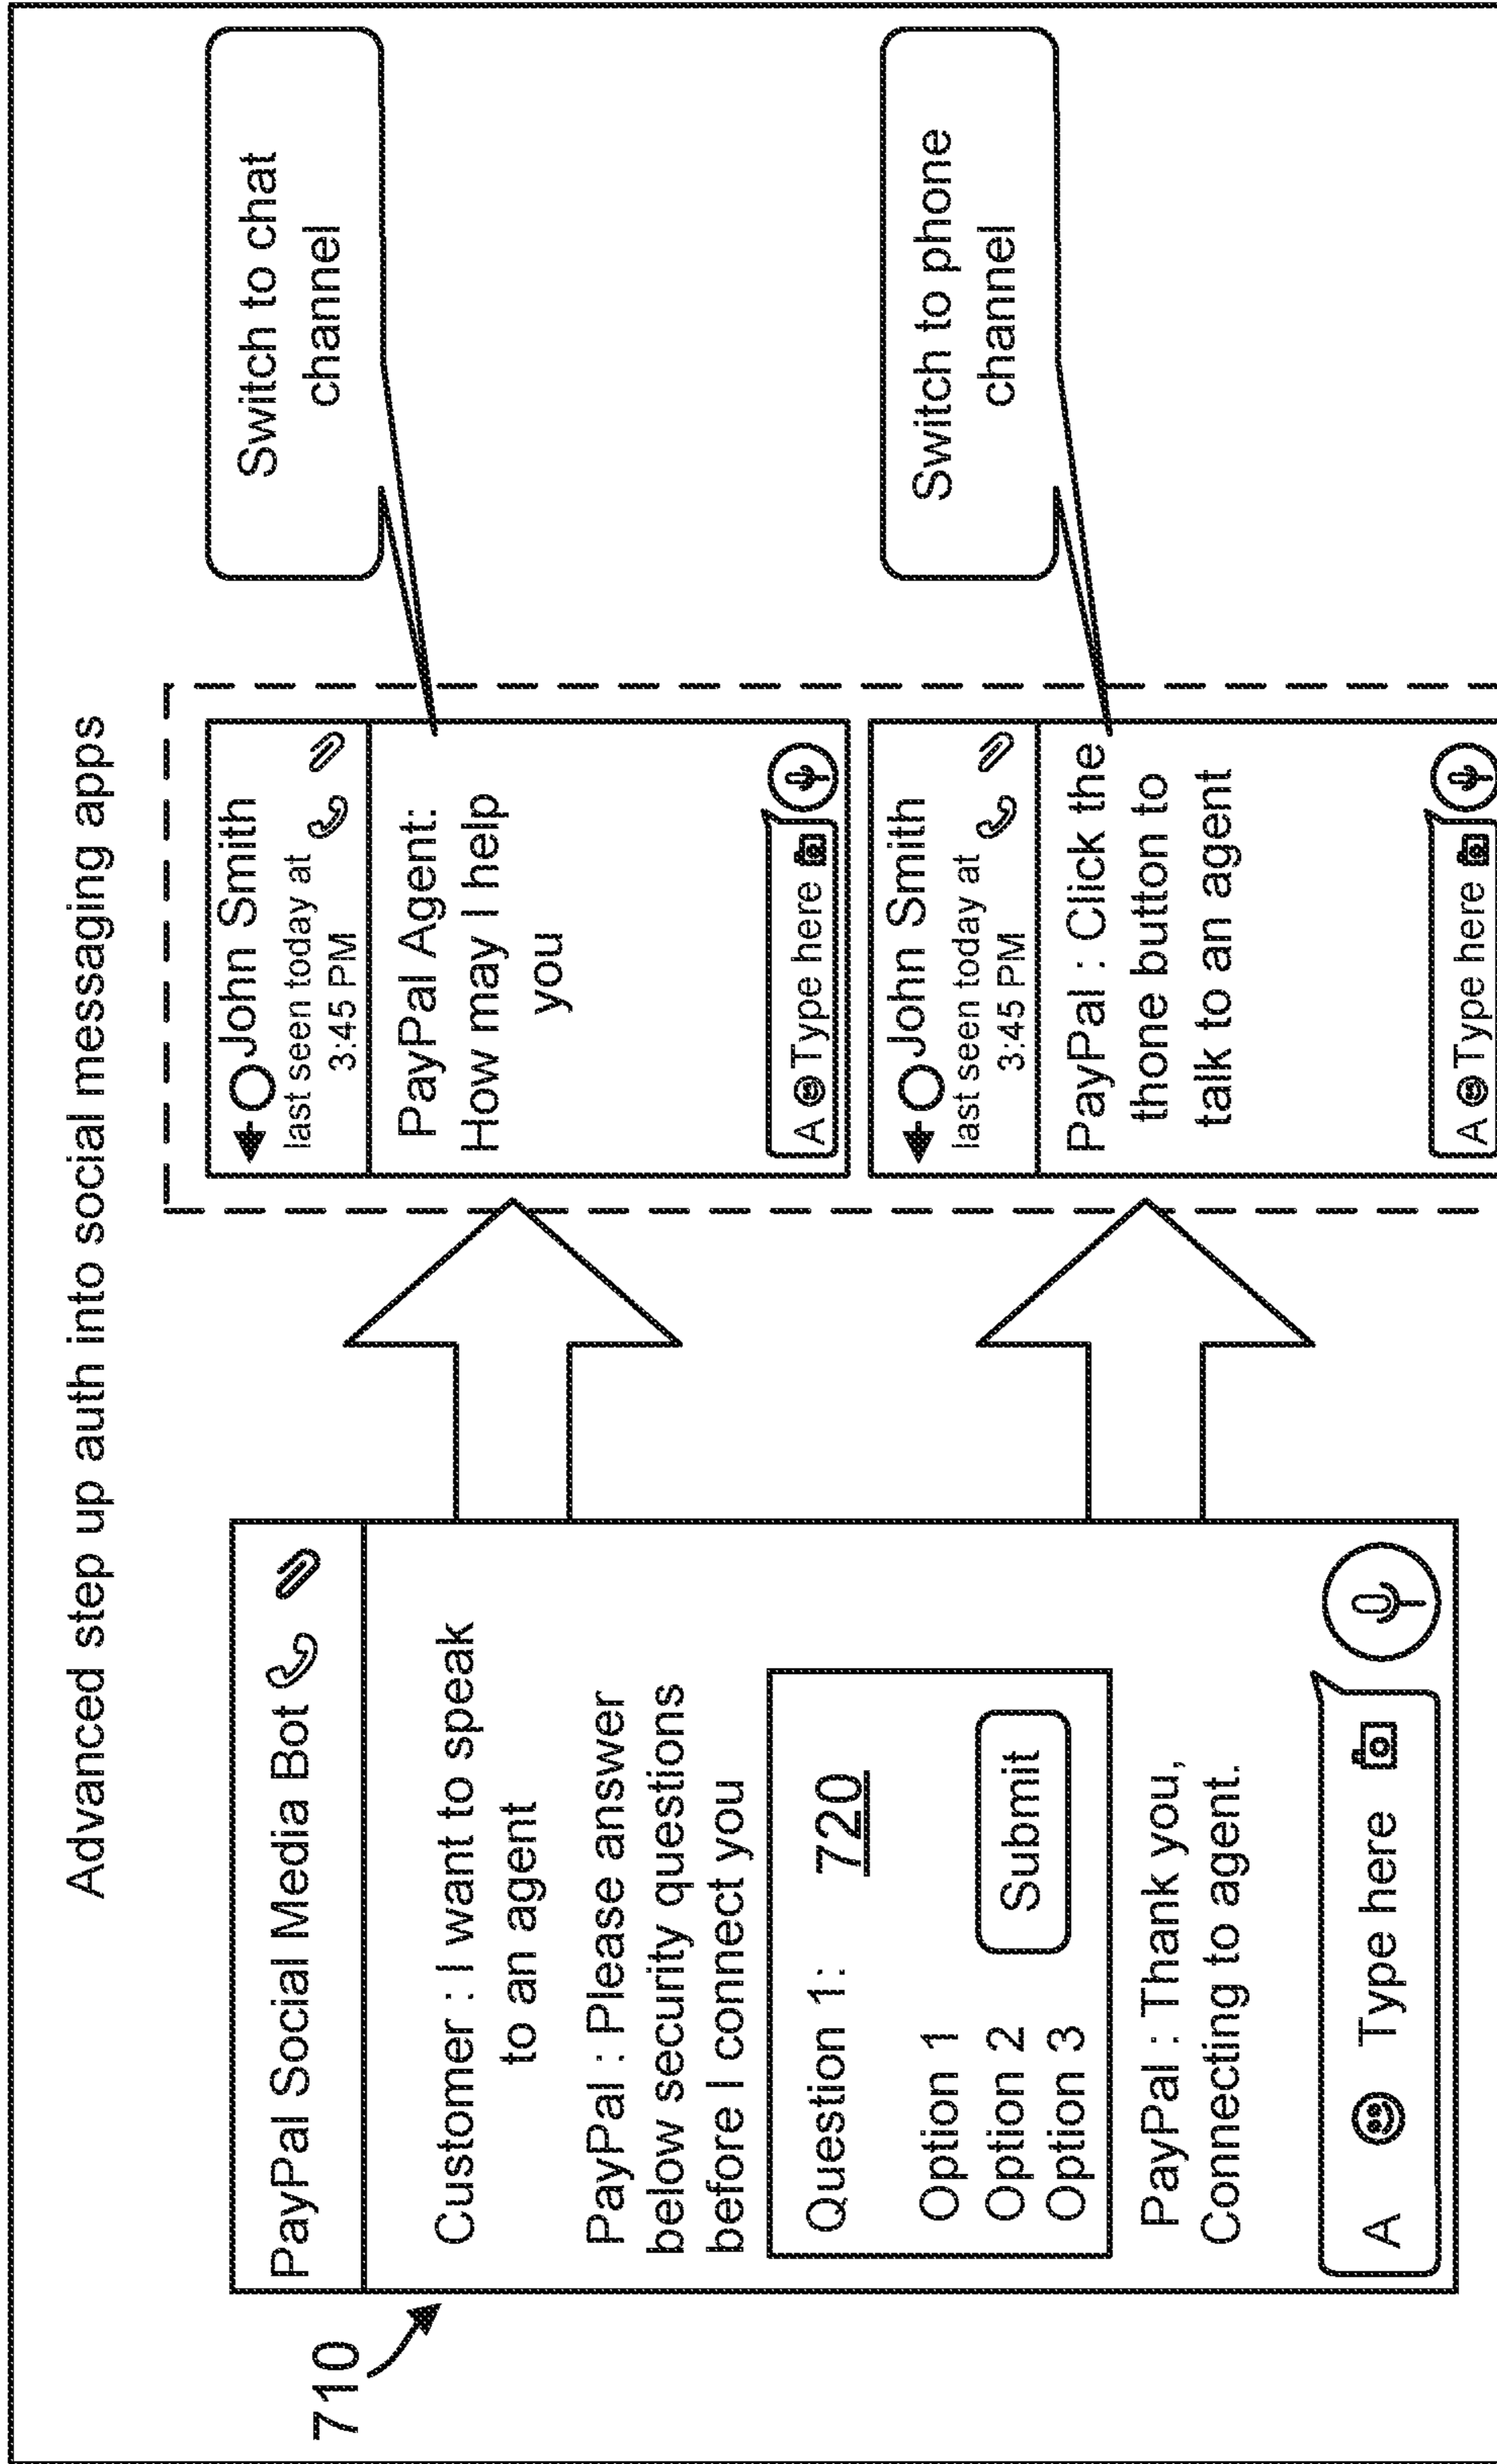 Advanced step up auth into social messaging apps
710
PayPal Social Media Bot
Customer : I want to speak
to an agent
PayPal : Please answer
below security questions
before I connect you
Question 1:
720
Option 1
Option 2
Option 3
Submit
PayPal : Thank you,
Connecting to agent.
A Type here
John Smith
last seen today at
3:45 PM
PayPal Agent:
How may I help
you
A Type here
Switch to chat
channel
John Smith
last seen today at
3:45 PM
PayPal : Click the
thone button to
talk to an agent
A Type here
Switch to phone
channel